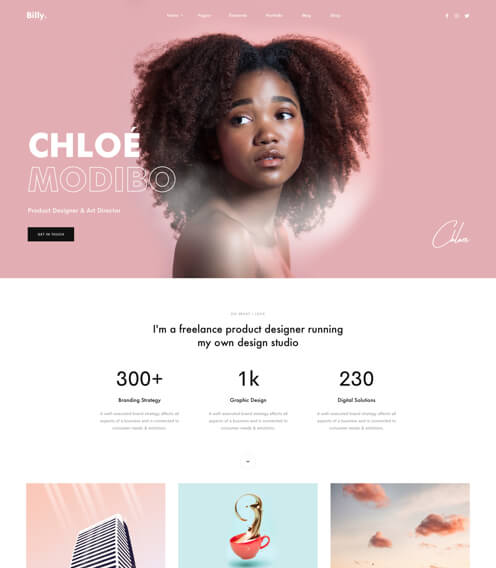 Billy.
Home Pages Elements Portfolio Blog Shop
CHLOÉ
MODIBO
Product Designer & Art Director
GET IN TOUCH
Chloe
DO WHAT I LOVE
I'm a freelance product designer running
my own design studio
300+
Branding Strategy
A well-executed brand strategy affects all
aspects of a business and is connected to
consumer needs & emotions.
1k
Graphic Design
A well-executed brand strategy affects all
aspects of a business and is connected to
consumer needs & emotions.
230
Digital Solutions
A well-executed brand strategy affects all
aspects of a business and is connected to
consumer needs & emotions.